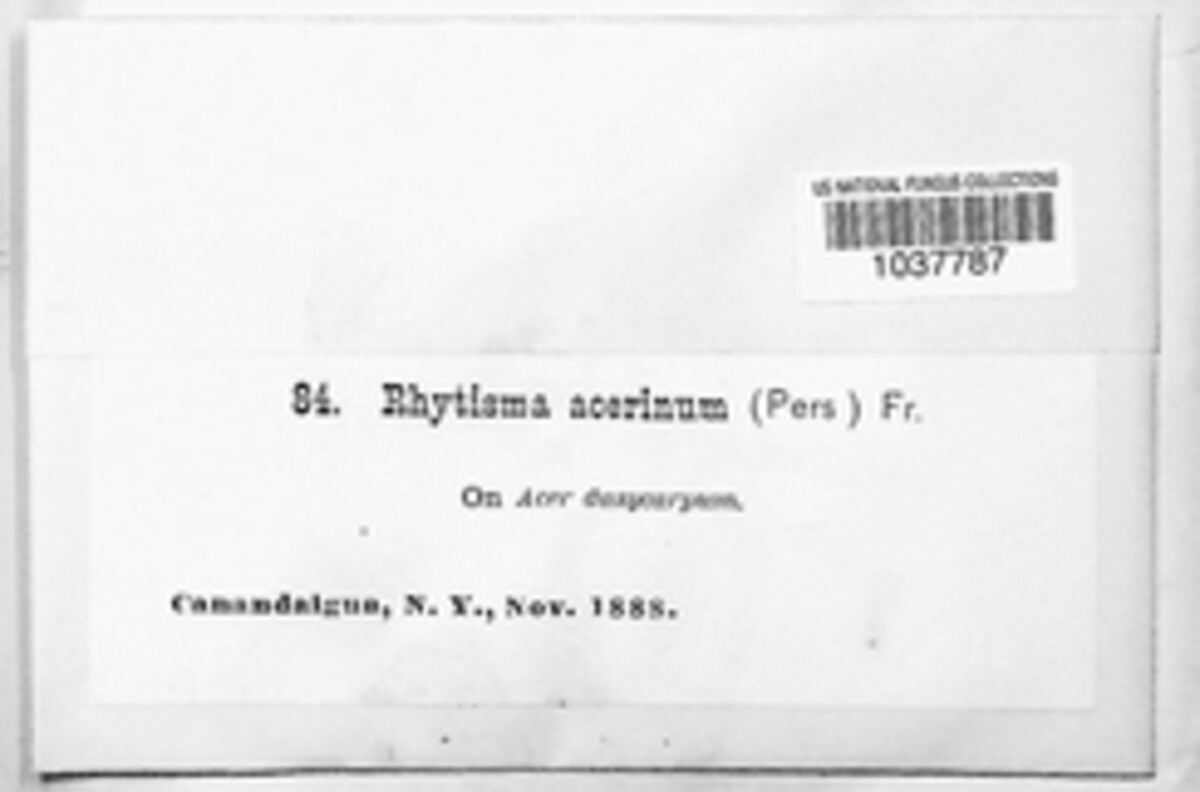 US NATIONAL FUNGUS COLLECTIONS
1037787
84. Rhytisma acerinum (Pers) Fr.
On Acer dasycarpum.
Canandaigua, N. Y., Nov. 1888.